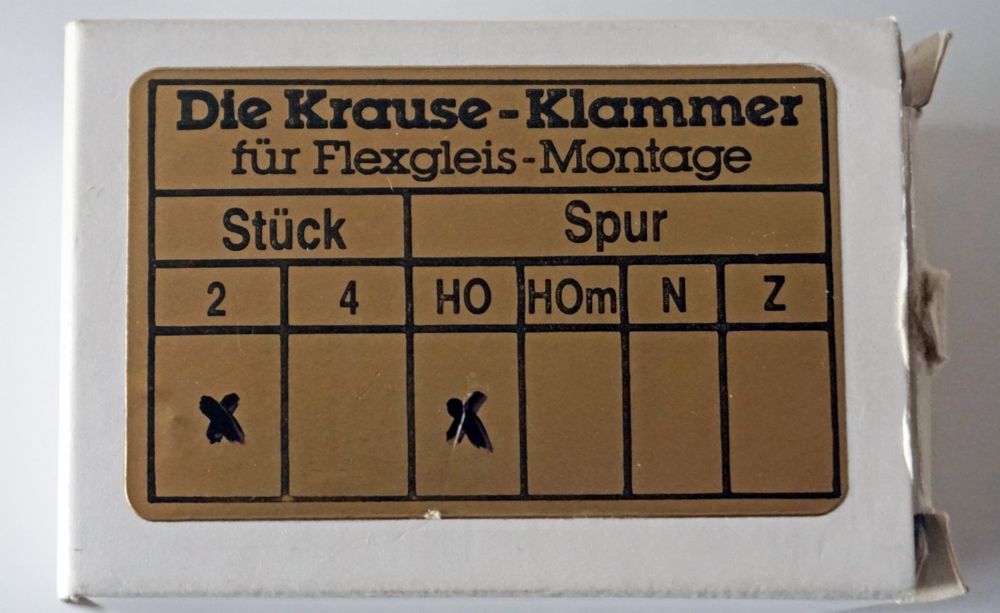 Die Krause-Klammer
für Flexgleis-Montage
Stück Spur
2 4 HO HOm N Z
X X